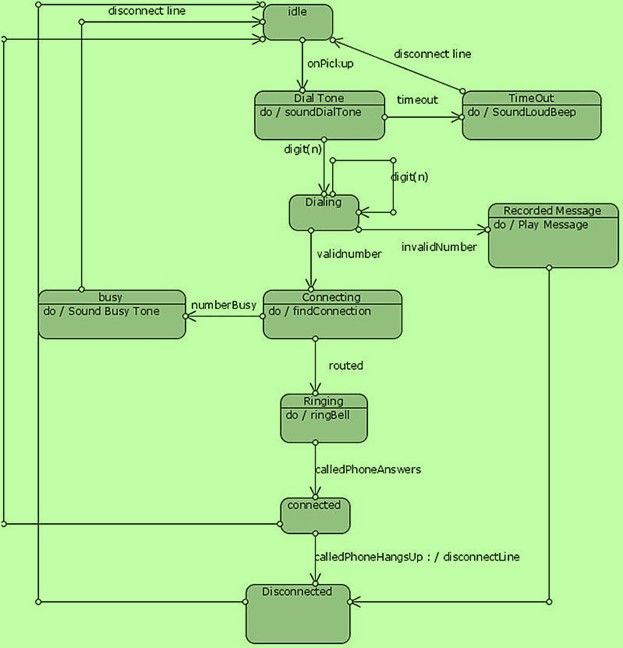 disconnect line
idle
onPickup
disconnect line
Dial Tone
do / soundDialTone
timeout
TimeOut
do / SoundLoudBeep
digit(n)
digit(n)
Dialing
Recorded Message
do / Play Message
validnumber
invalidNumber
busy
do / Sound Busy Tone
numberBusy
Connecting
do / findConnection
routed
Ringing
do / ringBell
calledPhoneAnswers
connected
calledPhoneHangsUp : / disconnectLine
Disconnected